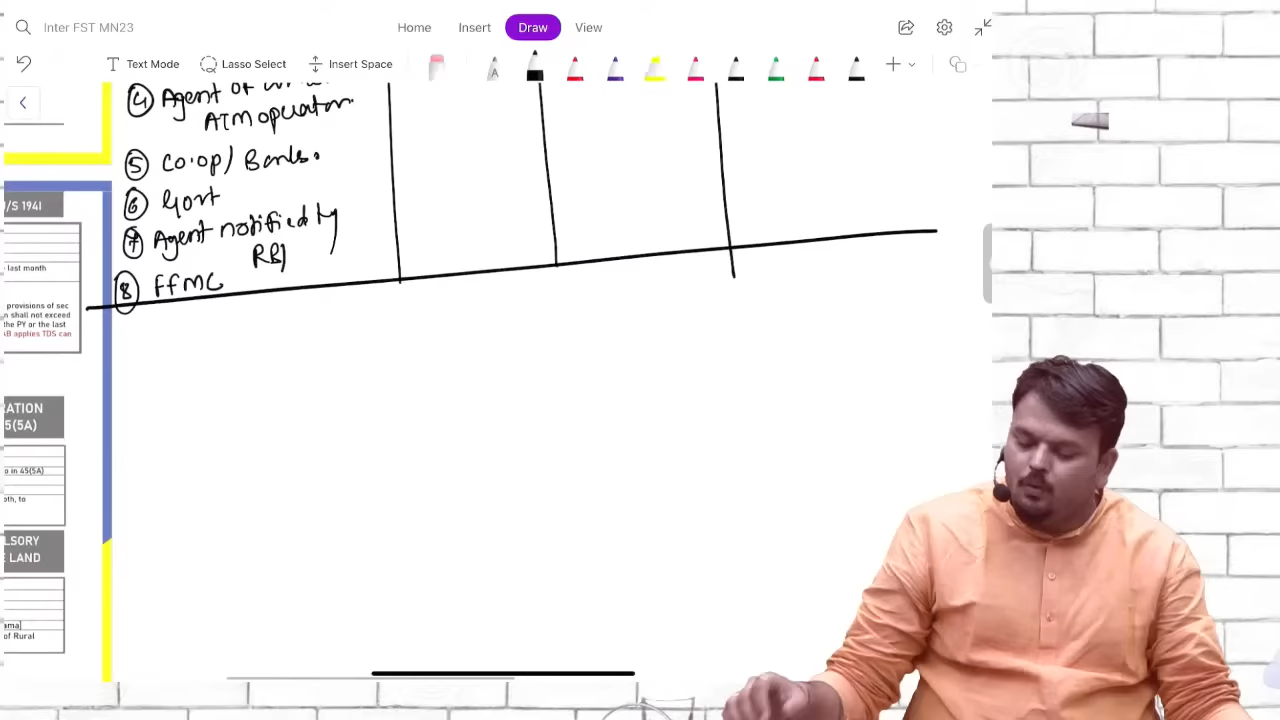 Inter FST MN23
Home
Insert
Draw
View
Text Mode
Lasso Select
Insert Space
A
④ Agent of
ATM operator
⑤ Co.op/ Banks.
⑥ Govt
⑦ Agent notified by
RBI
⑧ FFMC
/S 194I
last month
provisions of sec
n shall not exceed
the PY or the last
AB applies TDS can
RATION
5(5A)
o in 45(5A)
oth, to
LSORY
E LAND
ama]
of Rural